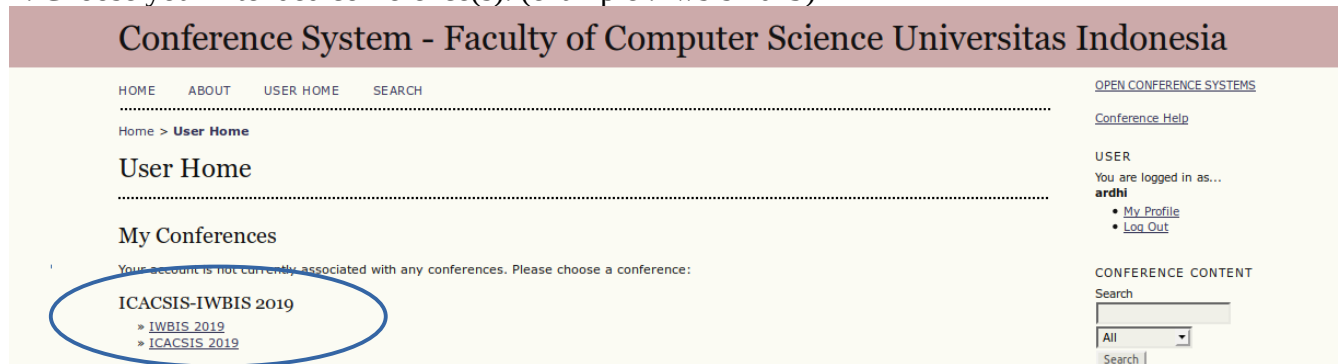 Conference System - Faculty of Computer Science Universitas Indonesia
HOME ABOUT USER HOME SEARCH
Home > User Home
User Home
My Conferences
Your account is not currently associated with any conferences. Please choose a conference:
ICACSIS-IWBIS 2019
» IWBIS 2019
» ICACSIS 2019
OPEN CONFERENCE SYSTEMS
Conference Help
USER
You are logged in as...
ardhi
• My Profile
• Log Out
CONFERENCE CONTENT
Search
All
Search